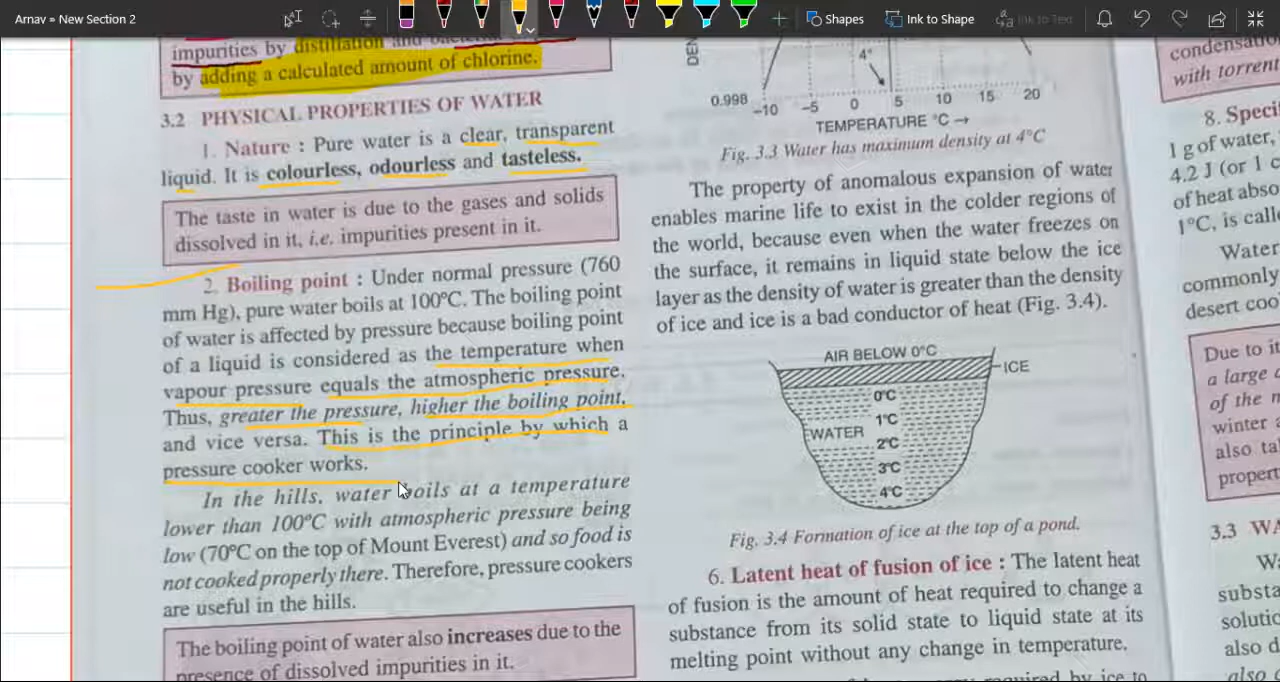 Arnav » New Section 2
Shapes
Ink to Shape
Ink to Text
impurities by distillation and
by adding a calculated amount of chlorine.
3.2 PHYSICAL PROPERTIES OF WATER
1. Nature : Pure water is a clear, transparent
liquid. It is colourless, odourless and tasteless.
The taste in water is due to the gases and solids
dissolved in it, i.e. impurities present in it.
2. Boiling point : Under normal pressure (760
mm Hg), pure water boils at 100°C. The boiling point
of water is affected by pressure because boiling point
of a liquid is considered as the temperature when
vapour pressure equals the atmospheric pressure.
Thus, greater the pressure, higher the boiling point,
and vice versa. This is the principle by which a
pressure cooker works.
In the hills, water boils at a temperature
lower than 100°C with atmospheric pressure being
low (70°C on the top of Mount Everest) and so food is
not cooked properly there. Therefore, pressure cookers
are useful in the hills.
The boiling point of water also increases due to the
presence of dissolved impurities in it.
DEN
4°
0.998
-10 -5 0 5 10 15 20
TEMPERATURE °C →
Fig. 3.3 Water has maximum density at 4°C
The property of anomalous expansion of water
enables marine life to exist in the colder regions of
the world, because even when the water freezes on
the surface, it remains in liquid state below the ice
layer as the density of water is greater than the density
of ice and ice is a bad conductor of heat (Fig. 3.4).
AIR BELOW 0°C
ICE
0°C
1°C
WATER
2°C
3°C
4°C
Fig. 3.4 Formation of ice at the top of a pond.
6. Latent heat of fusion of ice : The latent heat
of fusion is the amount of heat required to change a
substance from its solid state to liquid state at its
melting point without any change in temperature.
required by ice to
condensatio
with torrent
8. Speci
1 g of water,
4.2 J (or 1 c
of heat abso
1°C, is calle
Water
commonly
desert coo
Due to it
a large
of the m
winter a
also ta
propert
3.3 WA
Wa
substa
solutio
also d
also